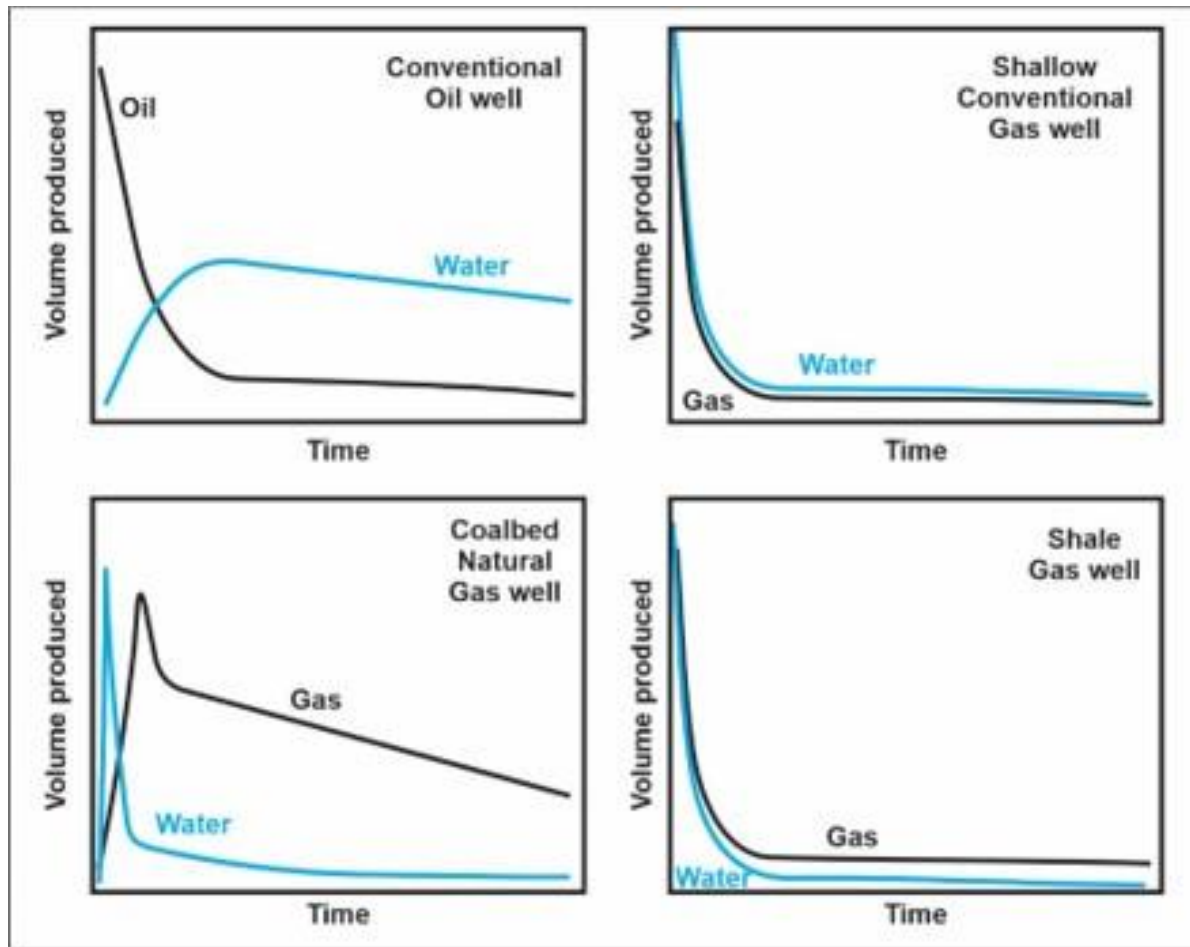 Conventional
Oil well
Oil
Water
Volume produced
Time
Shallow
Conventional
Gas well
Water
Gas
Volume produced
Time
Coalbed
Natural
Gas well
Gas
Water
Volume produced
Time
Shale
Gas well
Gas
Water
Volume produced
Time